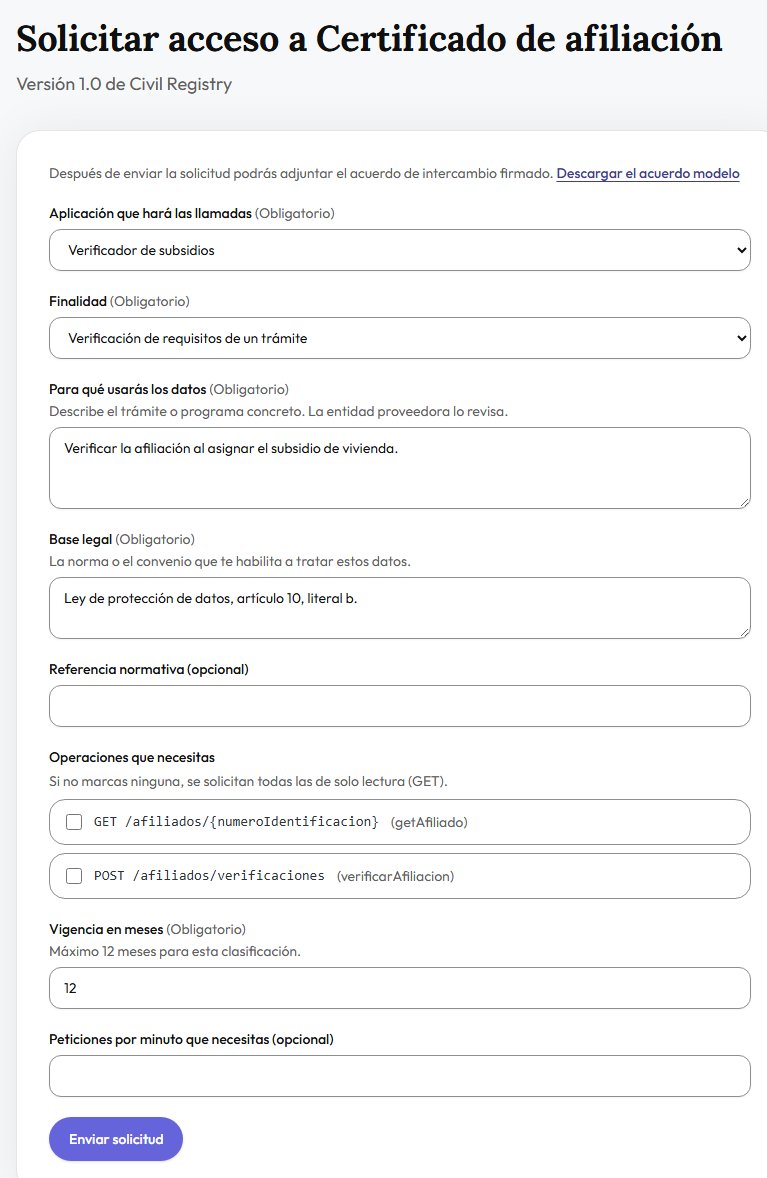 Solicitar acceso a Certificado de afiliación
Versión 1.0 de Civil Registry
Después de enviar la solicitud podrás adjuntar el acuerdo de intercambio firmado. Descargar el acuerdo modelo
Aplicación que hará las llamadas (Obligatorio)
Verificador de subsidios
Finalidad (Obligatorio)
Verificación de requisitos de un trámite
Para qué usarás los datos (Obligatorio)
Describe el trámite o programa concreto. La entidad proveedora lo revisa.
Verificar la afiliación al asignar el subsidio de vivienda.
Base legal (Obligatorio)
La norma o el convenio que te habilita a tratar estos datos.
Ley de protección de datos, artículo 10, literal b.
Referencia normativa (opcional)
Operaciones que necesitas
Si no marcas ninguna, se solicitan todas las de solo lectura (GET).
GET /afiliados/{numeroIdentificacion} (getAfiliado)
POST /afiliados/verificaciones (verificarAfiliacion)
Vigencia en meses (Obligatorio)
Máximo 12 meses para esta clasificación.
12
Peticiones por minuto que necesitas (opcional)
Enviar solicitud